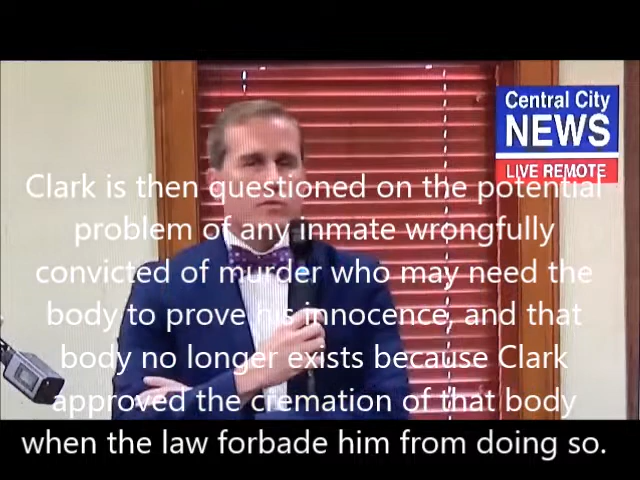 Central City
NEWS
LIVE REMOTE
Clark is then questioned on the potential
problem of any inmate wrongfully
convicted of murder who may need the
body to prove his innocence, and that
body no longer exists because Clark
approved the cremation of that body
when the law forbade him from doing so.